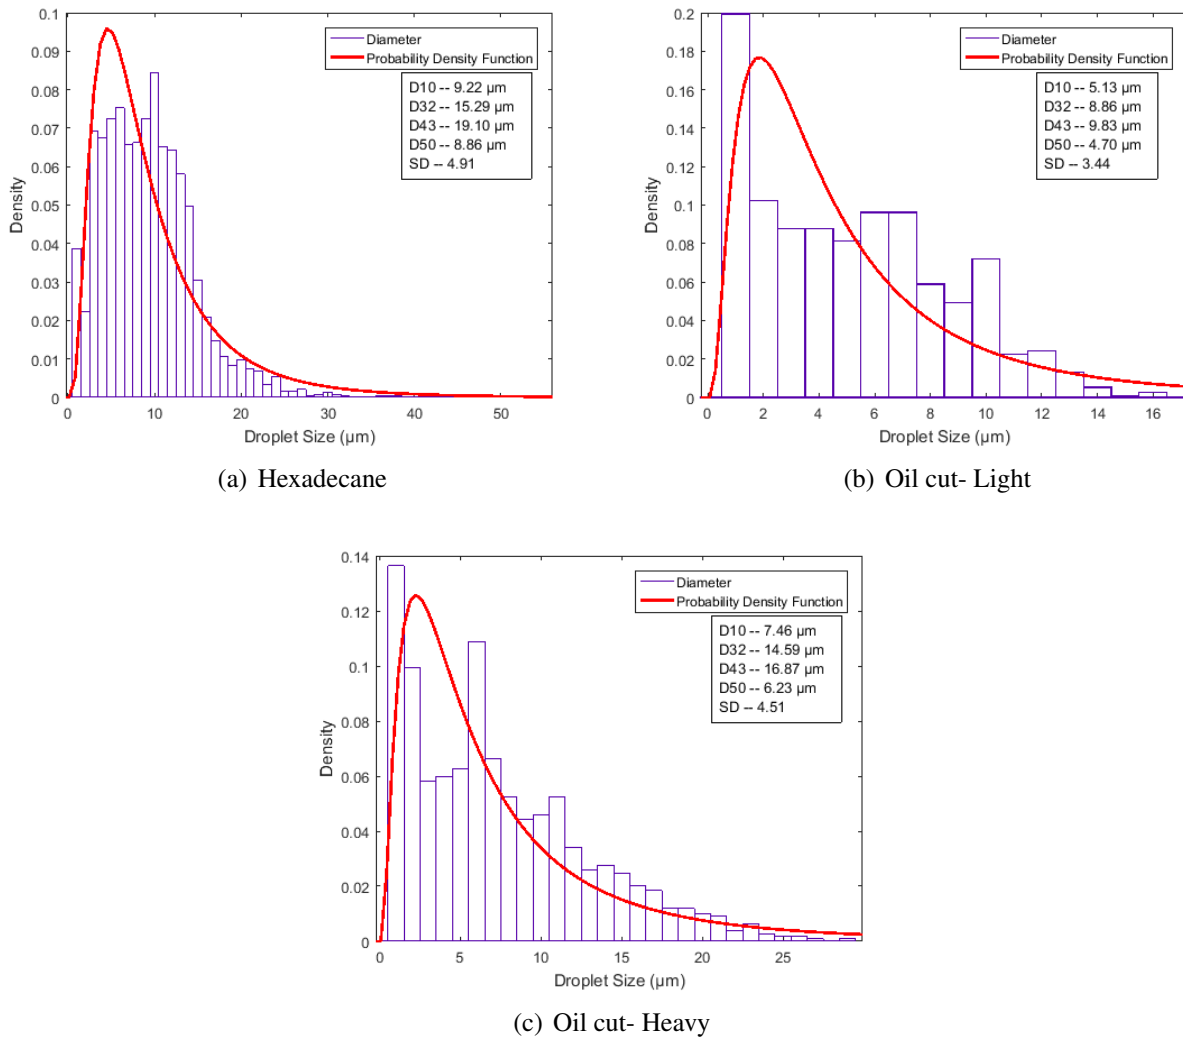 0.1
0.09
0.08
0.07
0.06
0.05
0.04
0.03
0.02
0.01
0
Density
Diameter
Probability Density Function
D10 -- 9.22 µm
D32 -- 15.29 µm
D43 -- 19.10 µm
D50 -- 8.86 µm
SD -- 4.91
0 10 20 30 40 50
Droplet Size (µm)
(a) Hexadecane
0.2
0.18
0.16
0.14
0.12
0.1
0.08
0.06
0.04
0.02
0
Density
Diameter
Probability Density Function
D10 -- 5.13 µm
D32 -- 8.86 µm
D43 -- 9.83 µm
D50 -- 4.70 µm
SD -- 3.44
0 2 4 6 8 10 12 14 16
Droplet Size (µm)
(b) Oil cut- Light
0.14
0.12
0.1
0.08
0.06
0.04
0.02
0
Density
Diameter
Probability Density Function
D10 -- 7.46 µm
D32 -- 14.59 µm
D43 -- 16.87 µm
D50 -- 6.23 µm
SD -- 4.51
0 5 10 15 20 25
Droplet Size (µm)
(c) Oil cut- Heavy